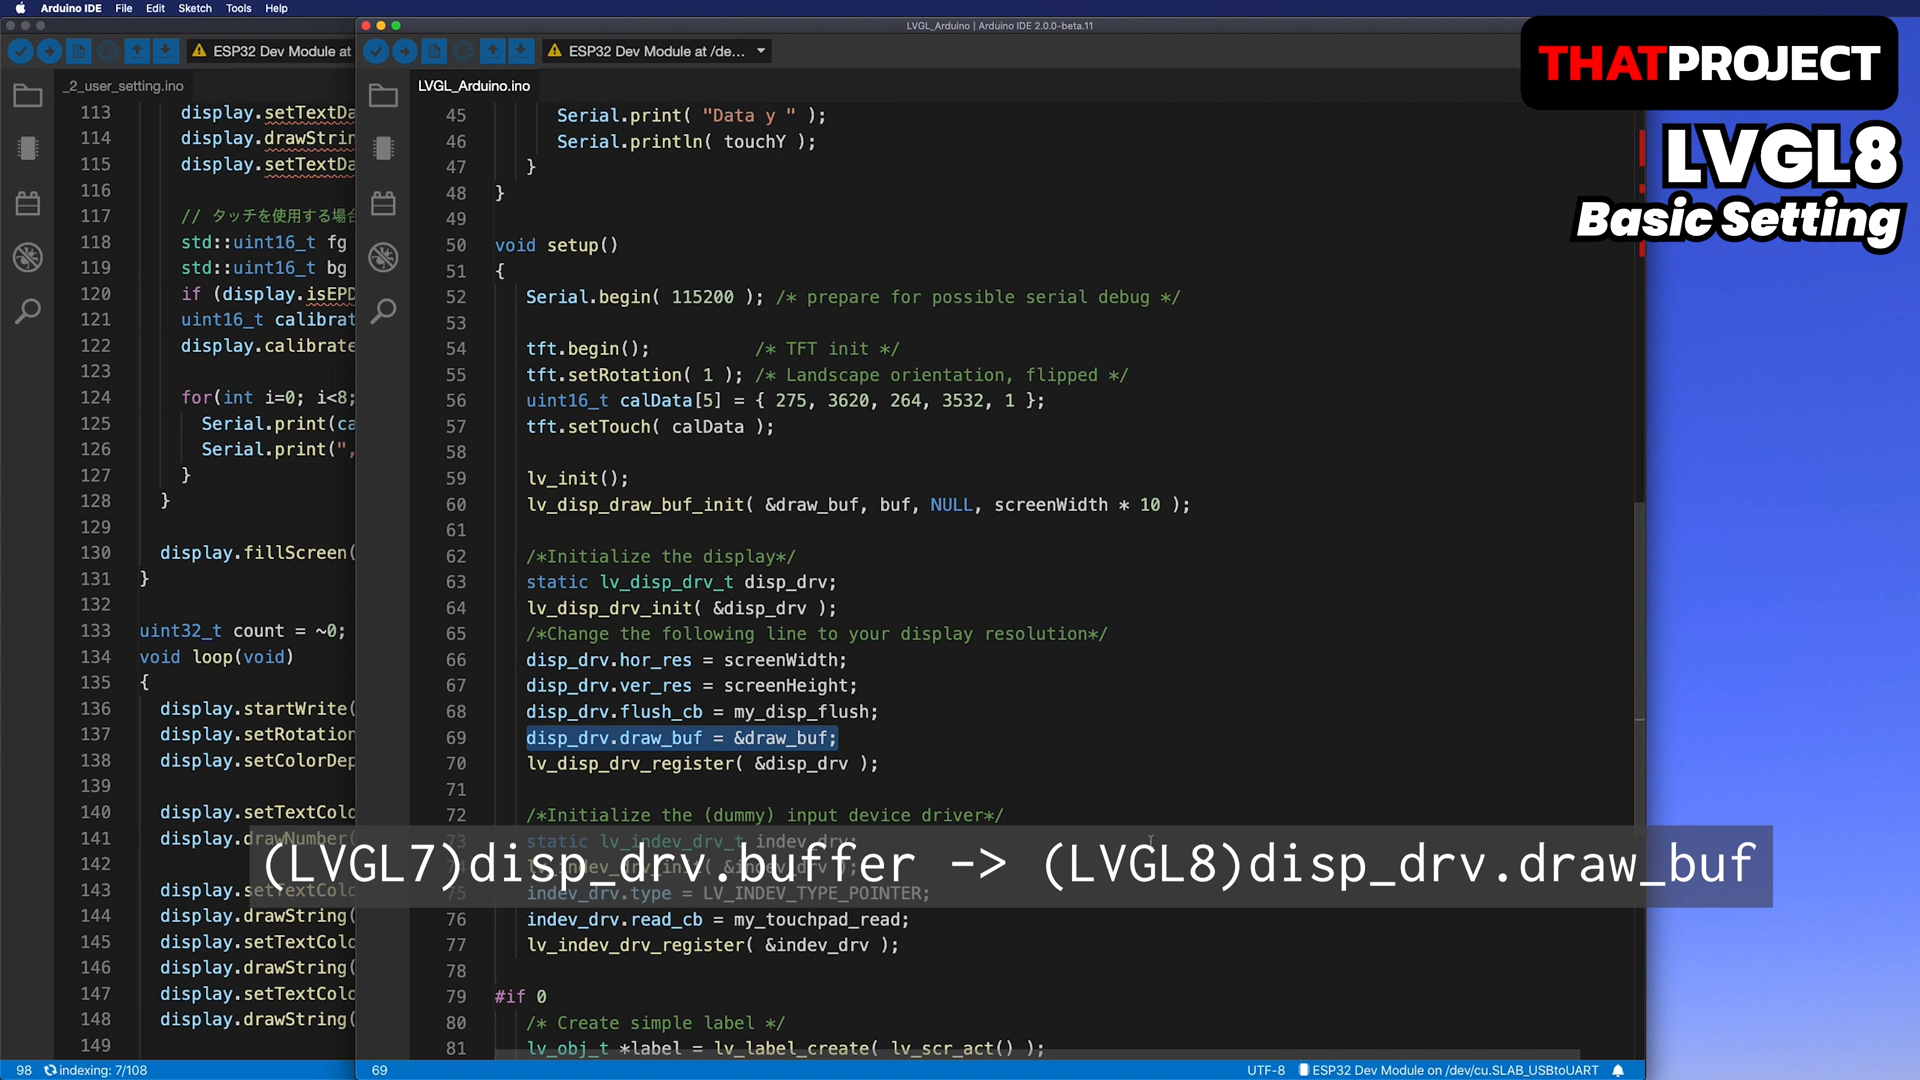 Arduino IDE File Edit Sketch Tools Help
LVGL_Arduino | Arduino IDE 2.0.0-beta.11
ESP32 Dev Module at
_2_user_setting.ino
113 display.setTextDa
114 display.drawStrin
115 display.setTextDa
116
117 // タッチを使用する場合
118 std::uint16_t fg
119 std::uint16_t bg
120 if (display.isEPD
121 uint16_t calibrat
122 display.calibrate
123
124 for(int i=0; i<8;
125 Serial.print(ca
126 Serial.print(",
127 }
128 }
129
130 display.fillScreen(
131 }
132
133 uint32_t count = ~0;
134 void loop(void)
135 {
136 display.startWrite(
137 display.setRotation
138 display.setColorDep
139
140 display.setTextColo
141 display.drawNumber(
142
143 display.setTextColo
144 display.drawString(
145 display.setTextColo
146 display.drawString(
147 display.setTextColo
148 display.drawString(
149
98 indexing: 7/108
ESP32 Dev Module at /de...
LVGL_Arduino.ino
45 Serial.print( "Data y " );
46 Serial.println( touchY );
47 }
48 }
49
50 void setup()
51 {
52 Serial.begin( 115200 ); /* prepare for possible serial debug */
53
54 tft.begin(); /* TFT init */
55 tft.setRotation( 1 ); /* Landscape orientation, flipped */
56 uint16_t calData[5] = { 275, 3620, 264, 3532, 1 };
57 tft.setTouch( calData );
58
59 lv_init();
60 lv_disp_draw_buf_init( &draw_buf, buf, NULL, screenWidth * 10 );
61
62 /*Initialize the display*/
63 static lv_disp_drv_t disp_drv;
64 lv_disp_drv_init( &disp_drv );
65 /*Change the following line to your display resolution*/
66 disp_drv.hor_res = screenWidth;
67 disp_drv.ver_res = screenHeight;
68 disp_drv.flush_cb = my_disp_flush;
69 disp_drv.draw_buf = &draw_buf;
70 lv_disp_drv_register( &disp_drv );
71
72 /*Initialize the (dummy) input device driver*/
73 static lv_indev_drv_t indev_drv;
74 lv_indev_drv_init( &indev_drv );
75 indev_drv.type = LV_INDEV_TYPE_POINTER;
76 indev_drv.read_cb = my_touchpad_read;
77 lv_indev_drv_register( &indev_drv );
78
79 #if 0
80 /* Create simple label */
81 lv_obj_t *label = lv_label_create( lv_scr_act() );
69
UTF-8 ESP32 Dev Module on /dev/cu.SLAB_USBtoUART
(LVGL7)disp_drv.buffer -> (LVGL8)disp_drv.draw_buf
THATPROJECT
LVGL8
Basic Setting